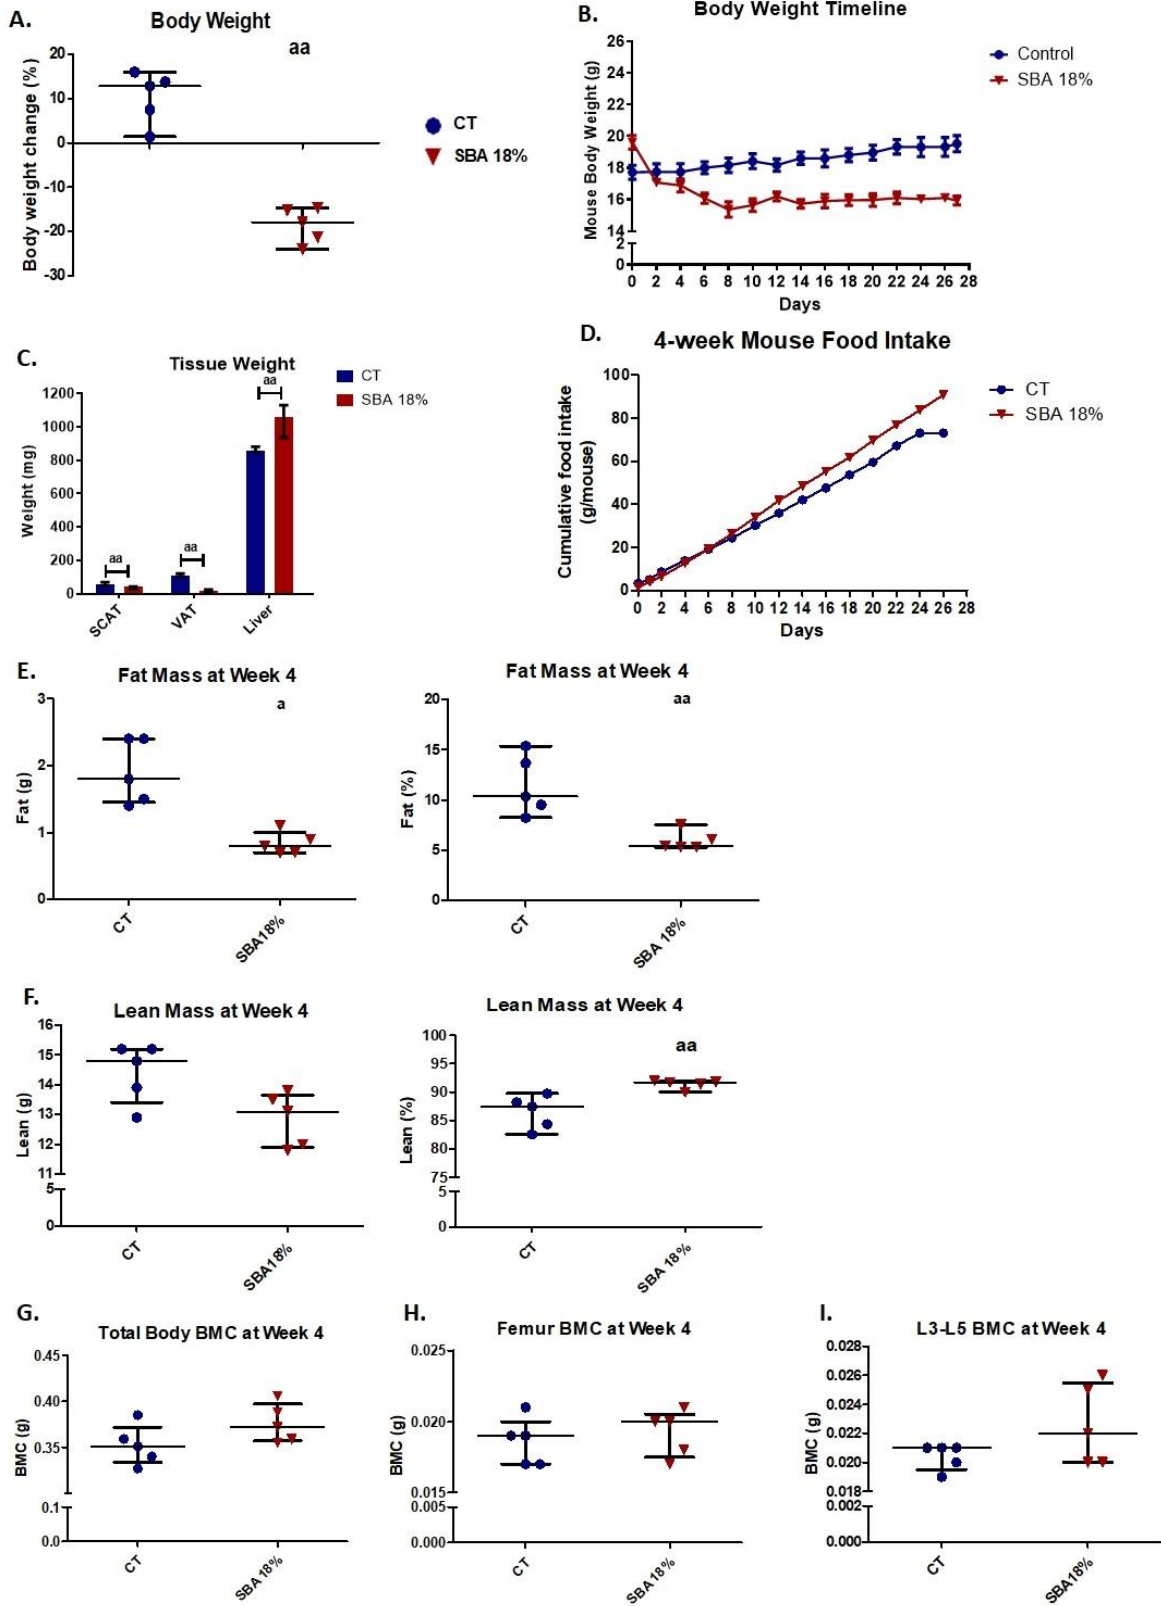 A.
Body Weight
aa
20
10
0
-10
-20
-30
Body weight change (%)
CT
SBA 18%
B.
Body Weight Timeline
26
24
22
20
18
16
14
2
0
Mouse Body Weight (g)
0 2 4 6 8 10 12 14 16 18 20 22 24 26 28
Days
Control
SBA 18%
C.
Tissue Weight
CT
SBA 18%
1200
1000
800
600
400
200
0
Weight (mg)
aa
aa
aa
SCAT
VAT
Liver
D.
4-week Mouse Food Intake
100
80
60
40
20
0
Cumulative food intake
(g/mouse)
0 2 4 6 8 10 12 14 16 18 20 22 24 26 28
Days
CT
SBA 18%
E.
Fat Mass at Week 4
a
3
2
1
0
Fat (g)
CT
SBA18%
Fat Mass at Week 4
aa
20
15
10
5
0
Fat (%)
CT
SBA 18%
F.
Lean Mass at Week 4
16
15
14
13
12
11
5
0
Lean (g)
CT
SBA18%
Lean Mass at Week 4
aa
100
95
90
85
80
75
5
0
Lean (%)
CT
SBA 18%
G.
Total Body BMC at Week 4
0.45
0.40
0.35
0.1
0.0
BMC (g)
CT
SBA 18%
H.
Femur BMC at Week 4
0.025
0.020
0.015
0.005
0.000
BMC (g)
CT
SBA 18%
I.
L3-L5 BMC at Week 4
0.028
0.026
0.024
0.022
0.020
0.018
0.002
0.000
BMC (g)
CT
SBA18%